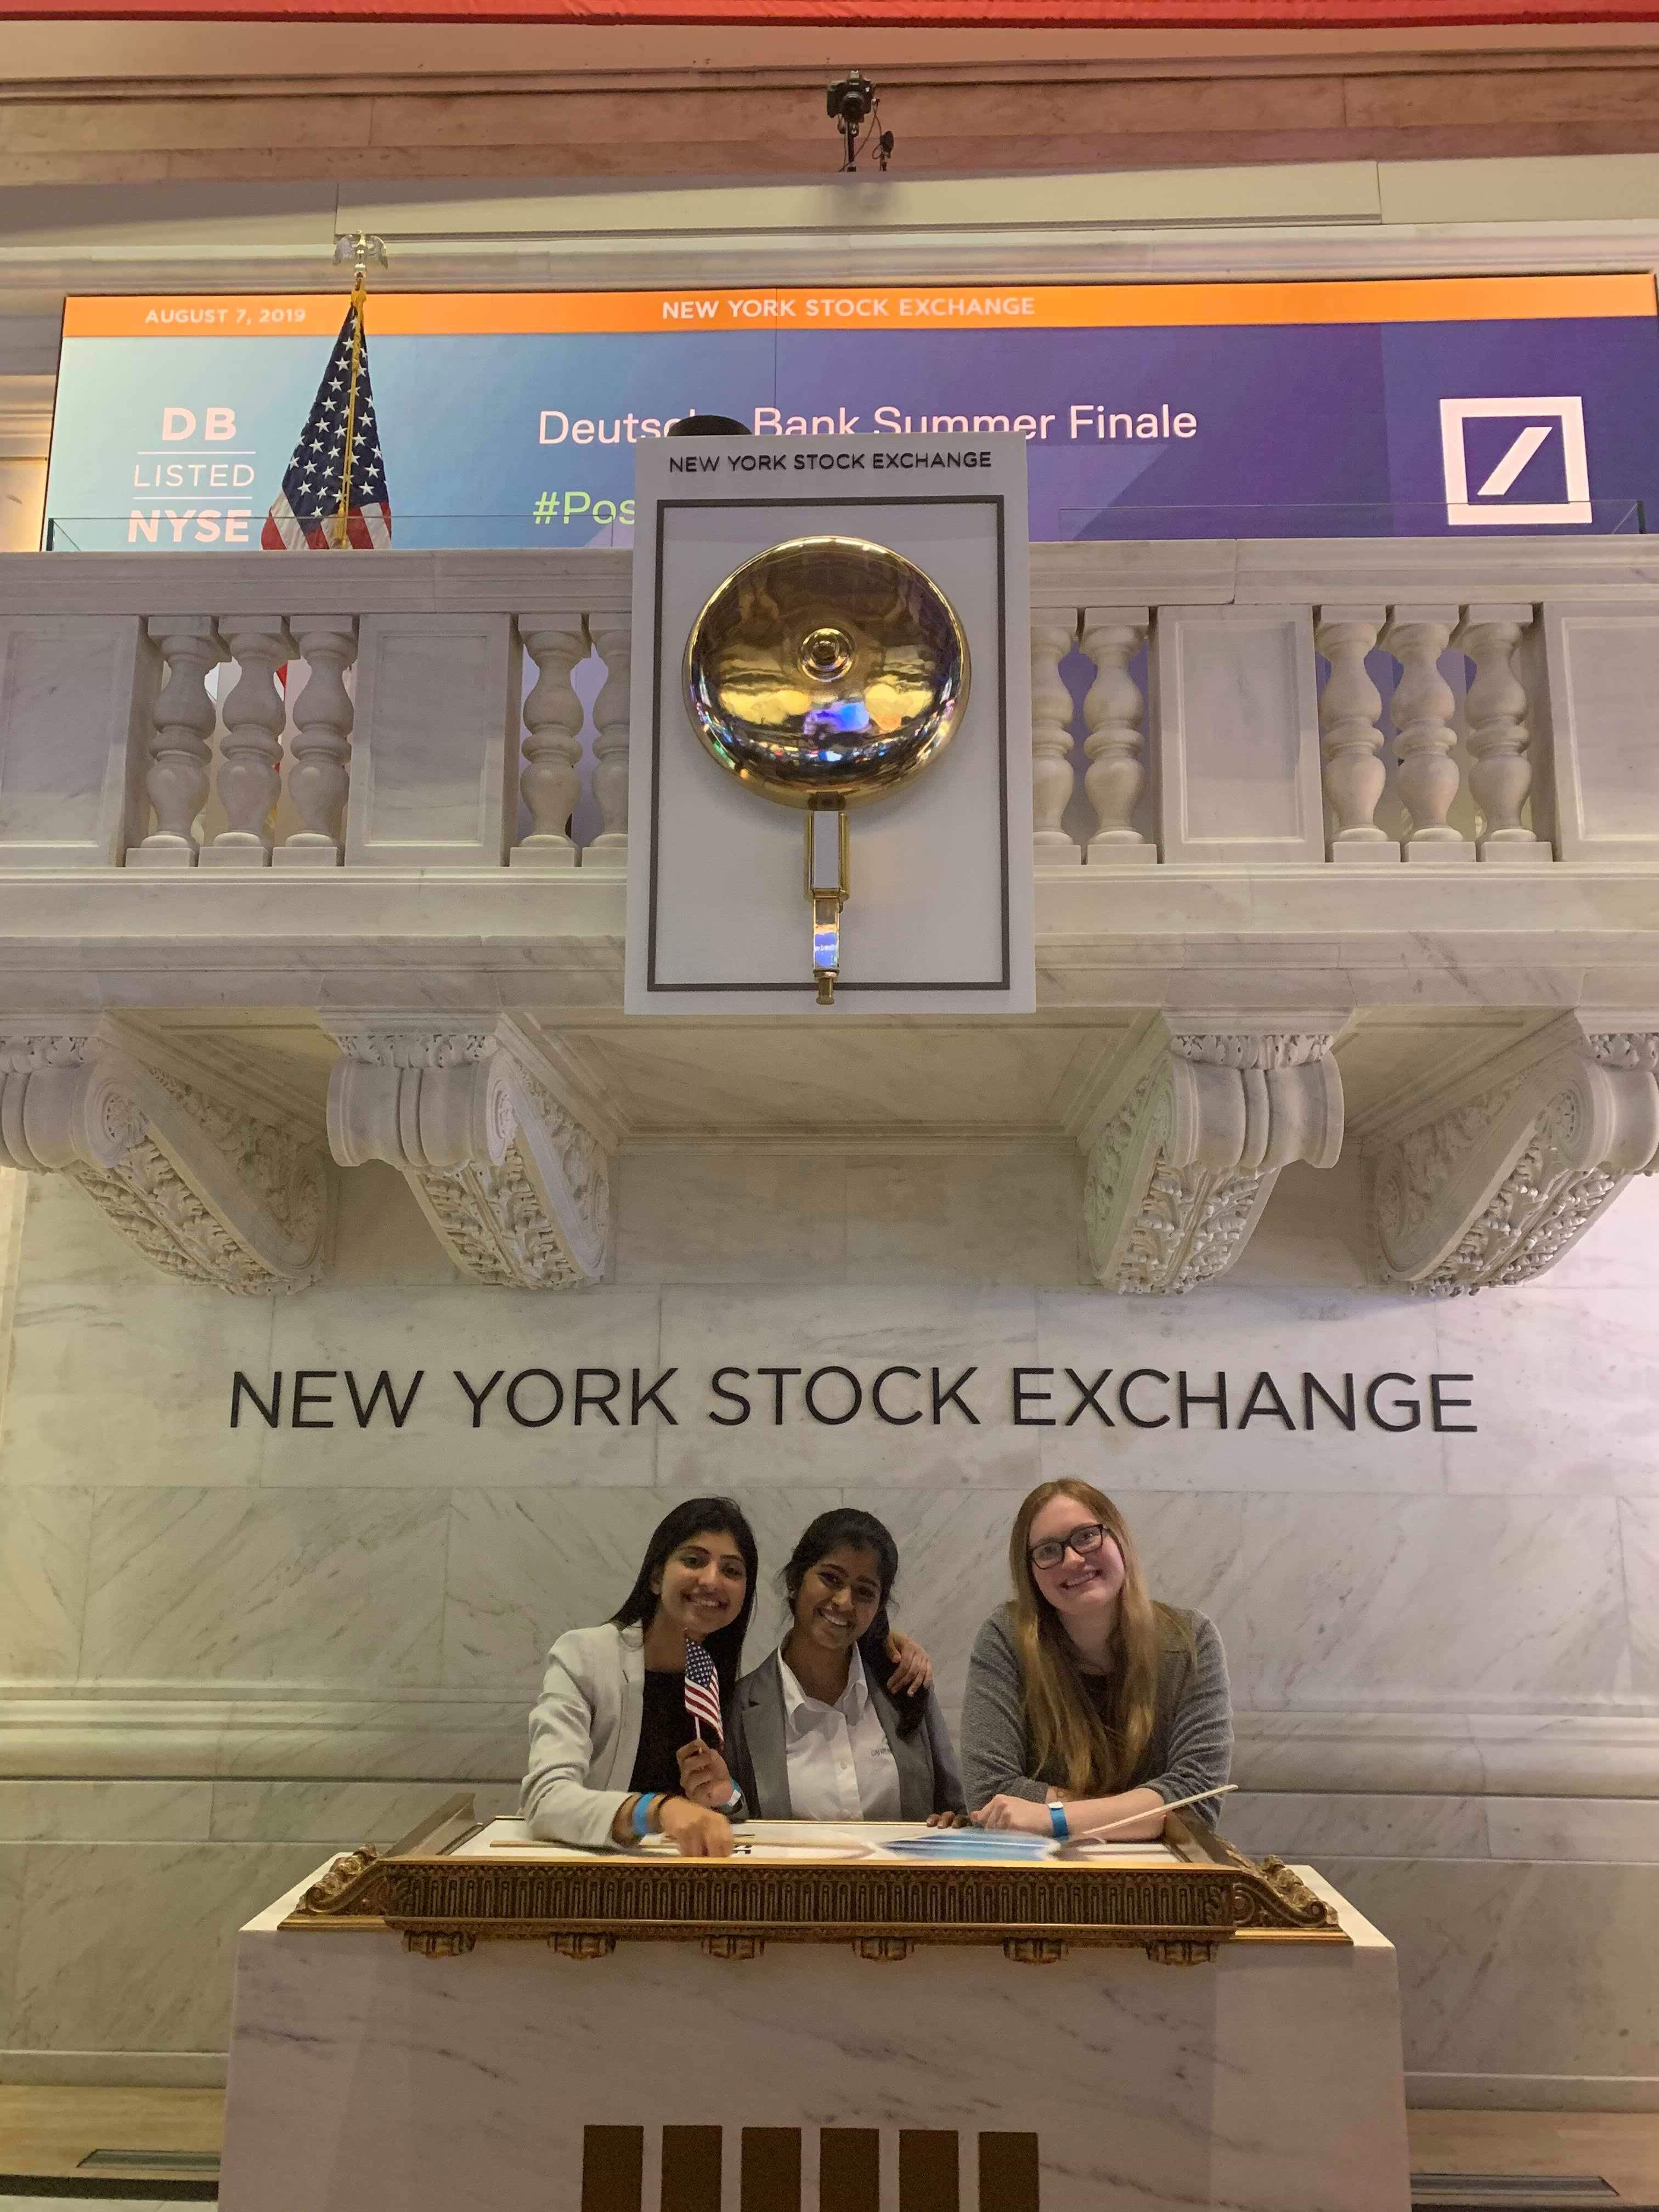 AUGUST 7, 2019
NEW YORK STOCK EXCHANGE
DB
LISTED
NYSE
Bank Summer Finale
NEW YORK STOCK EXCHANGE
NEW YORK STOCK EXCHANGE